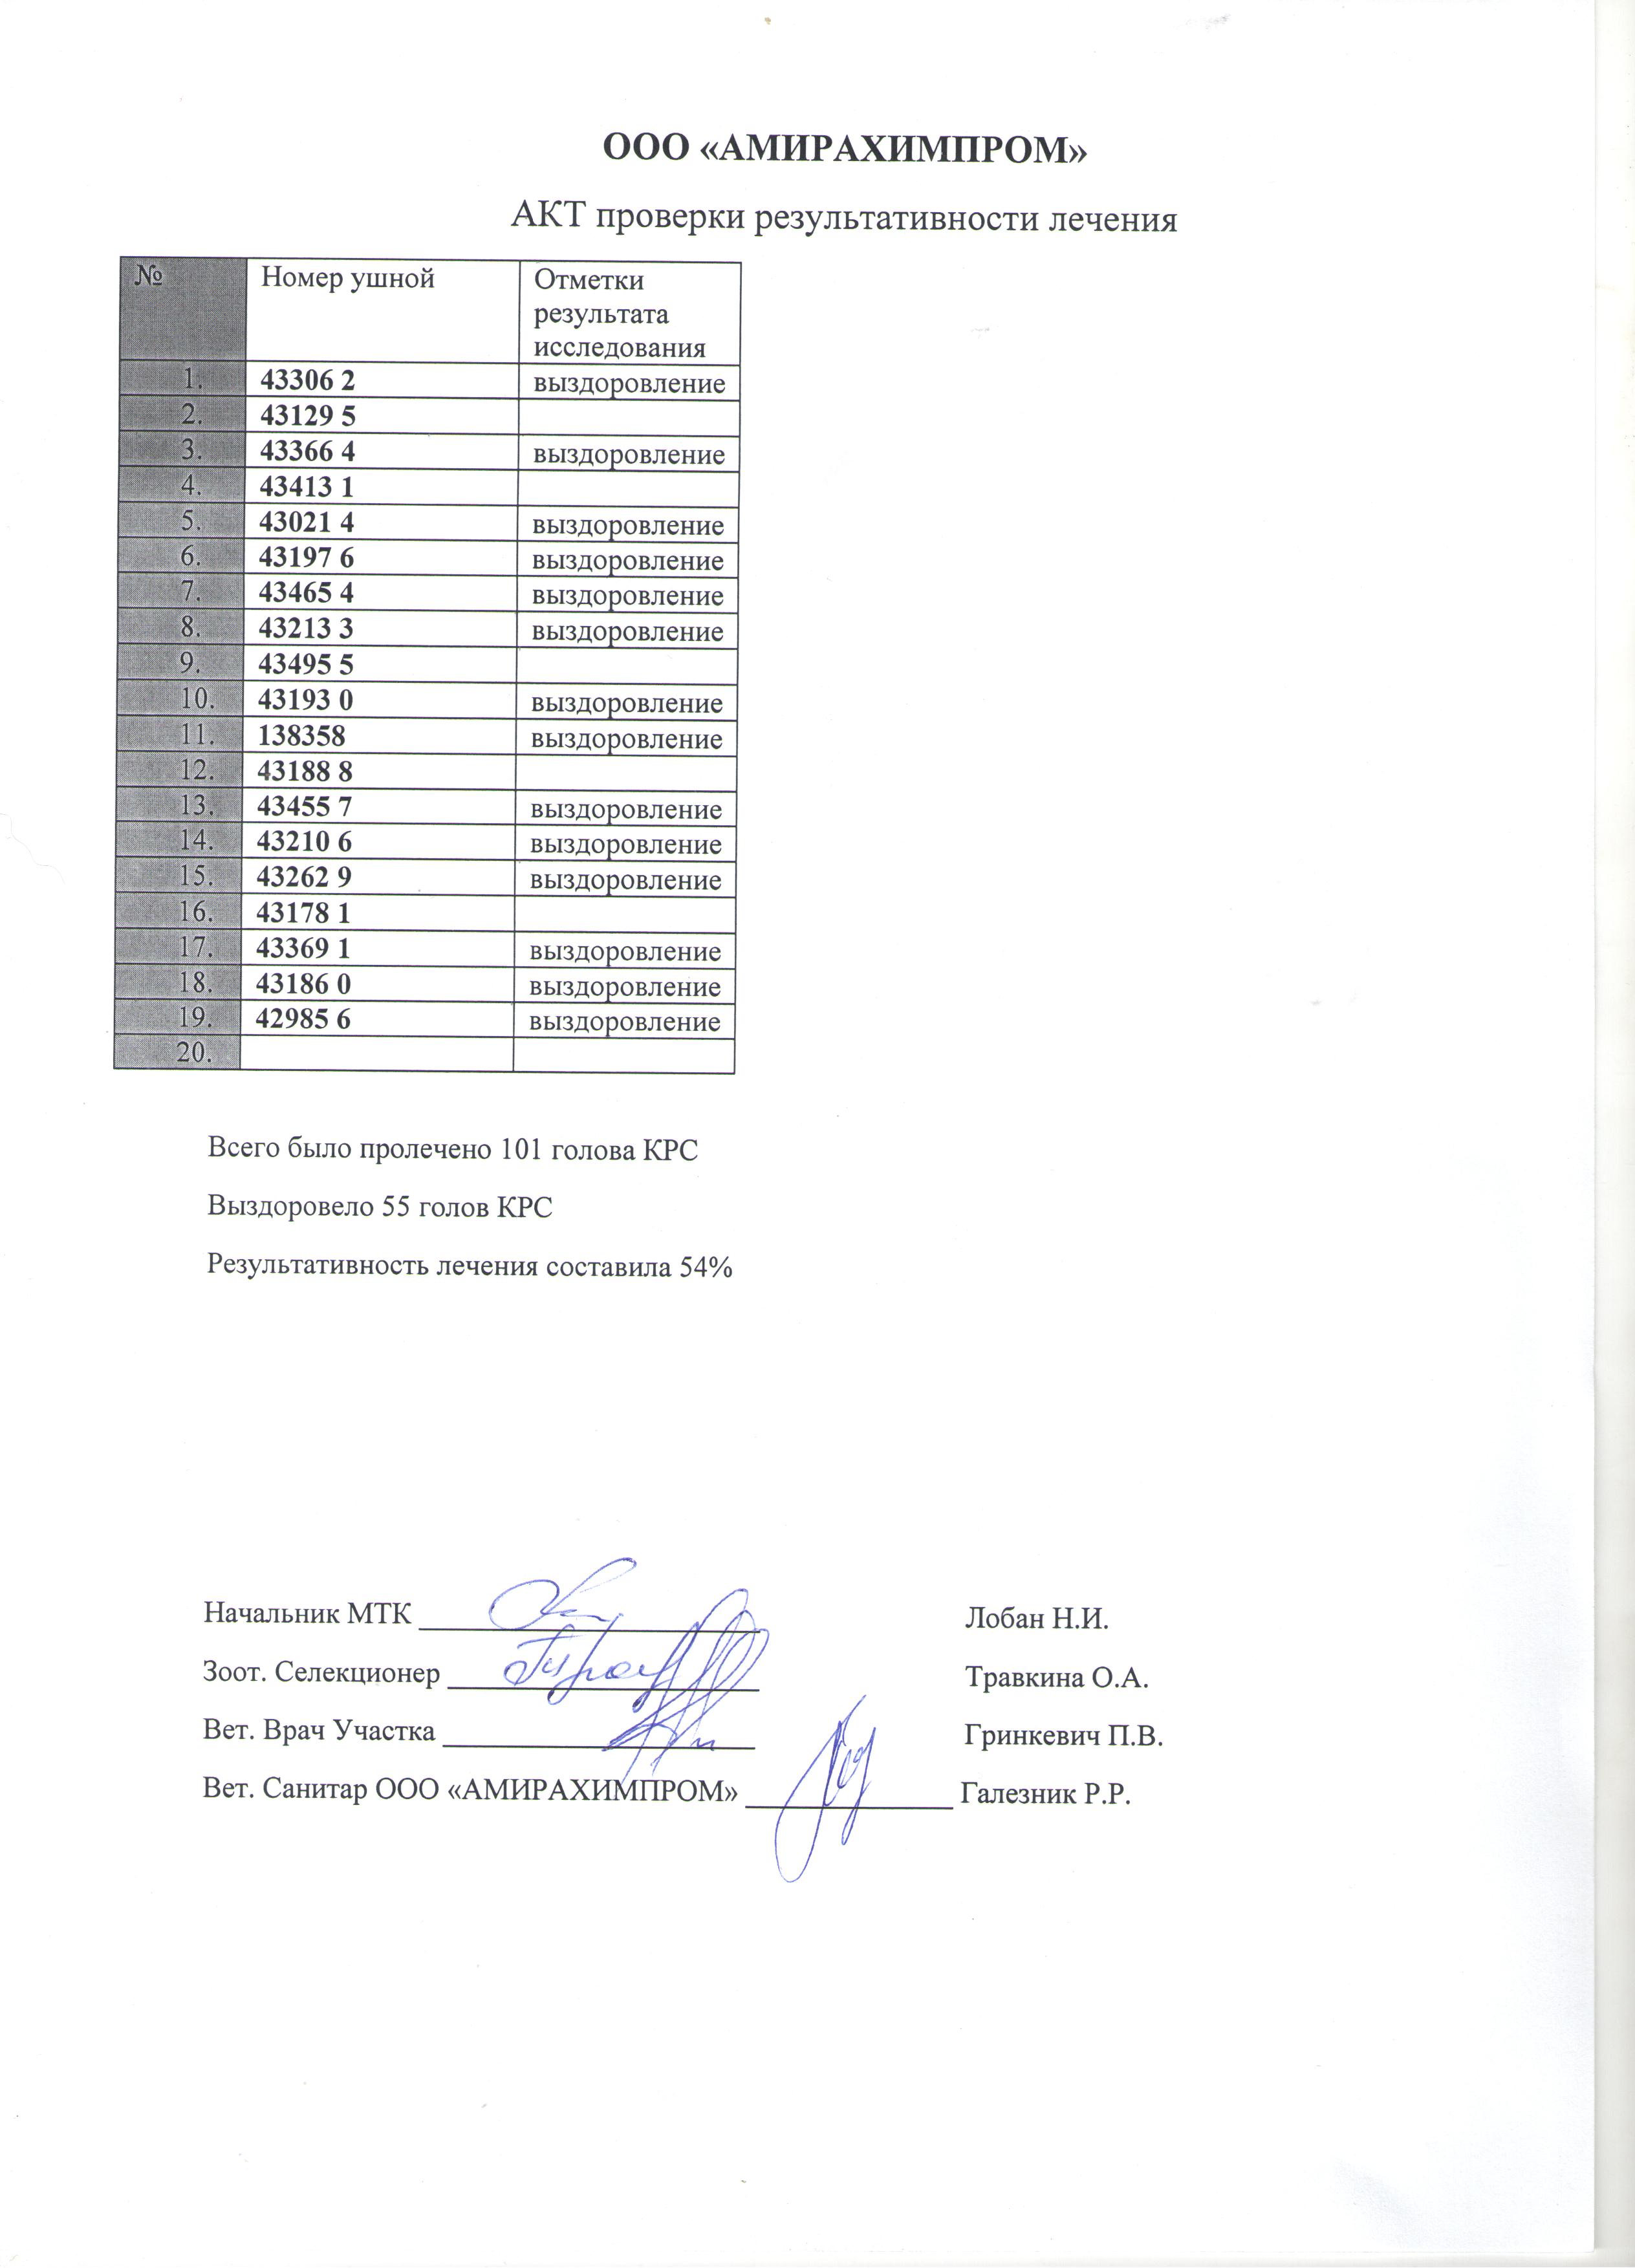 ООО «АМИРАХИМПРОМ»
АКТ проверки результативности лечения
№ Номер ушной Отметки
результата
исследования
1. 43306 2 выздоровление
2. 43129 5
3. 43366 4 выздоровление
4. 43413 1
5. 43021 4 выздоровление
6. 43197 6 выздоровление
7. 43465 4 выздоровление
8. 43213 3 выздоровление
9. 43495 5
10. 43193 0 выздоровление
11. 138358 выздоровление
12. 43188 8
13. 43455 7 выздоровление
14. 43210 6 выздоровление
15. 43262 9 выздоровление
16. 43178 1
17. 43369 1 выздоровление
18. 43186 0 выздоровление
19. 42985 6 выздоровление
20.
Всего было пролечено 101 голова КРС
Выздоровело 55 голов КРС
Результативность лечения составила 54%
Начальник МТК Лобан Н.И.
Зоот. Селекционер Травкина О.А.
Вет. Врач Участка Гринкевич П.В.
Вет. Санитар ООО «АМИРАХИМПРОМ» Галезник Р.Р.